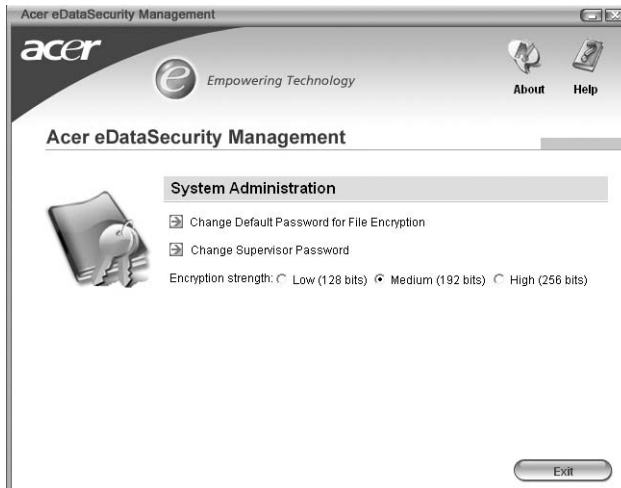 Acer eDataSecurity Management
acer
e Empowering Technology
About Help
Acer eDataSecurity Management
System Administration
Change Default Password for File Encryption
Change Supervisor Password
Encryption strength: Low (128 bits) Medium (192 bits) High (256 bits)
Exit